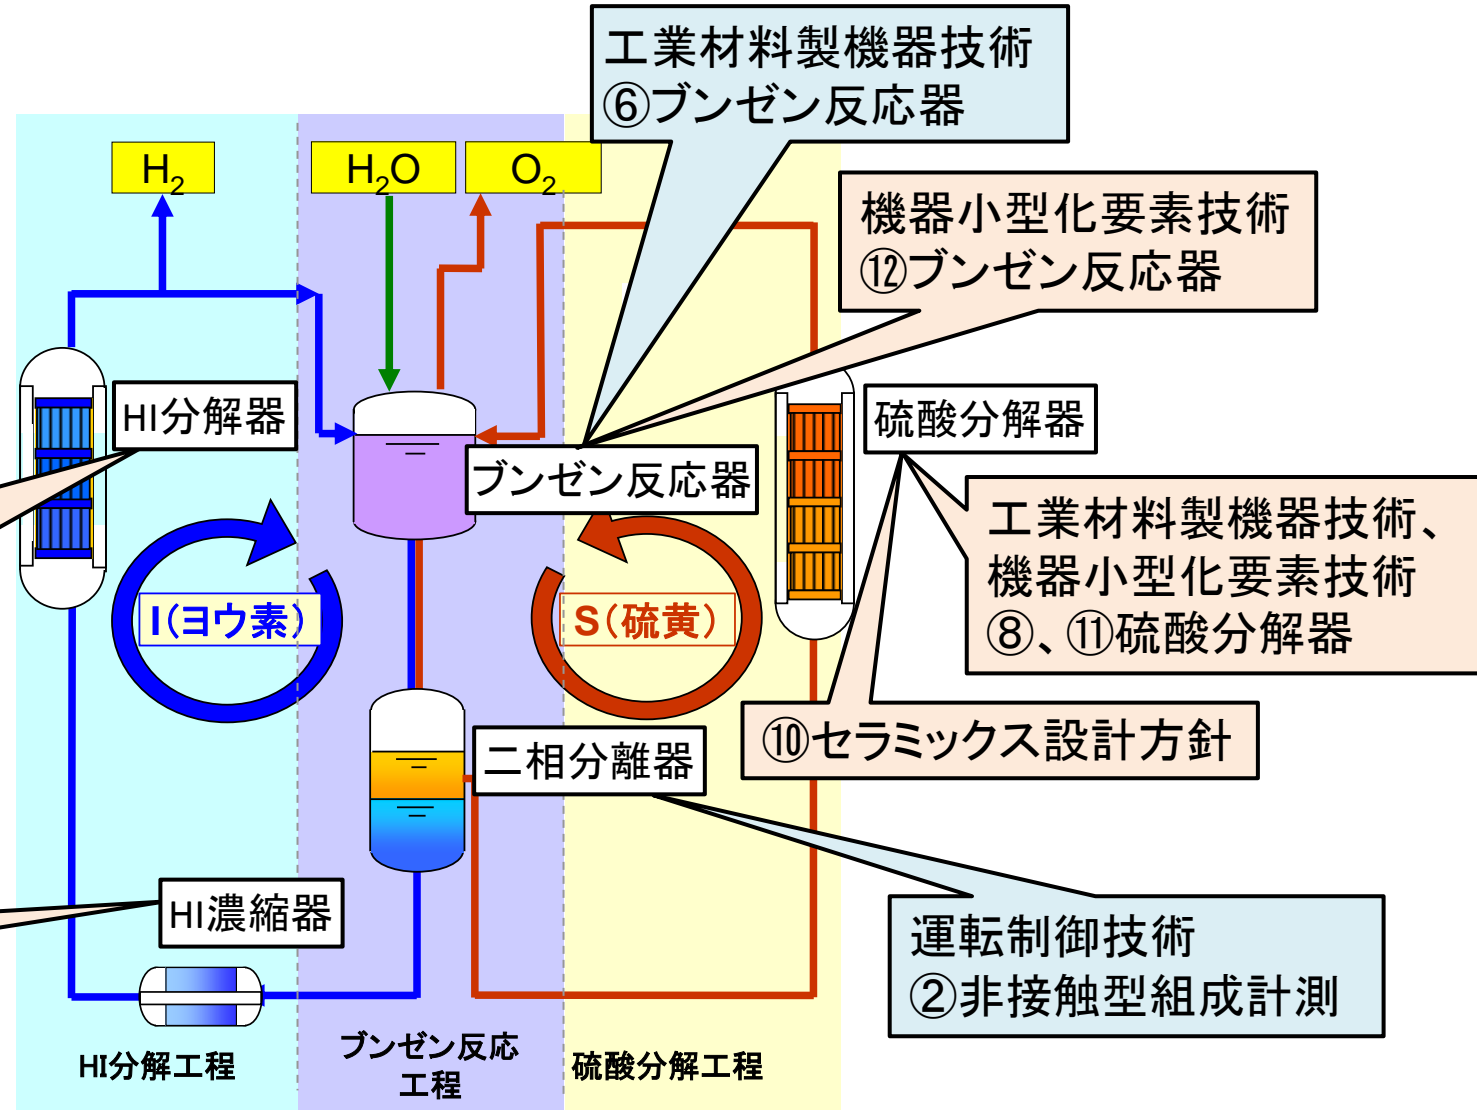 工業材料製機器技術
⑥ブンゼン反応器
H₂
H₂O
O₂
機器小型化要素技術
⑫ブンゼン反応器
HI分解器
硫酸分解器
ブンゼン反応器
工業材料製機器技術、
機器小型化要素技術
⑧、⑪硫酸分解器
I(ヨウ素)
S(硫黄)
⑩セラミックス設計方針
二相分離器
HI濃縮器
運転制御技術
②非接触型組成計測
HI分解工程
ブンゼン反応
工程
硫酸分解工程